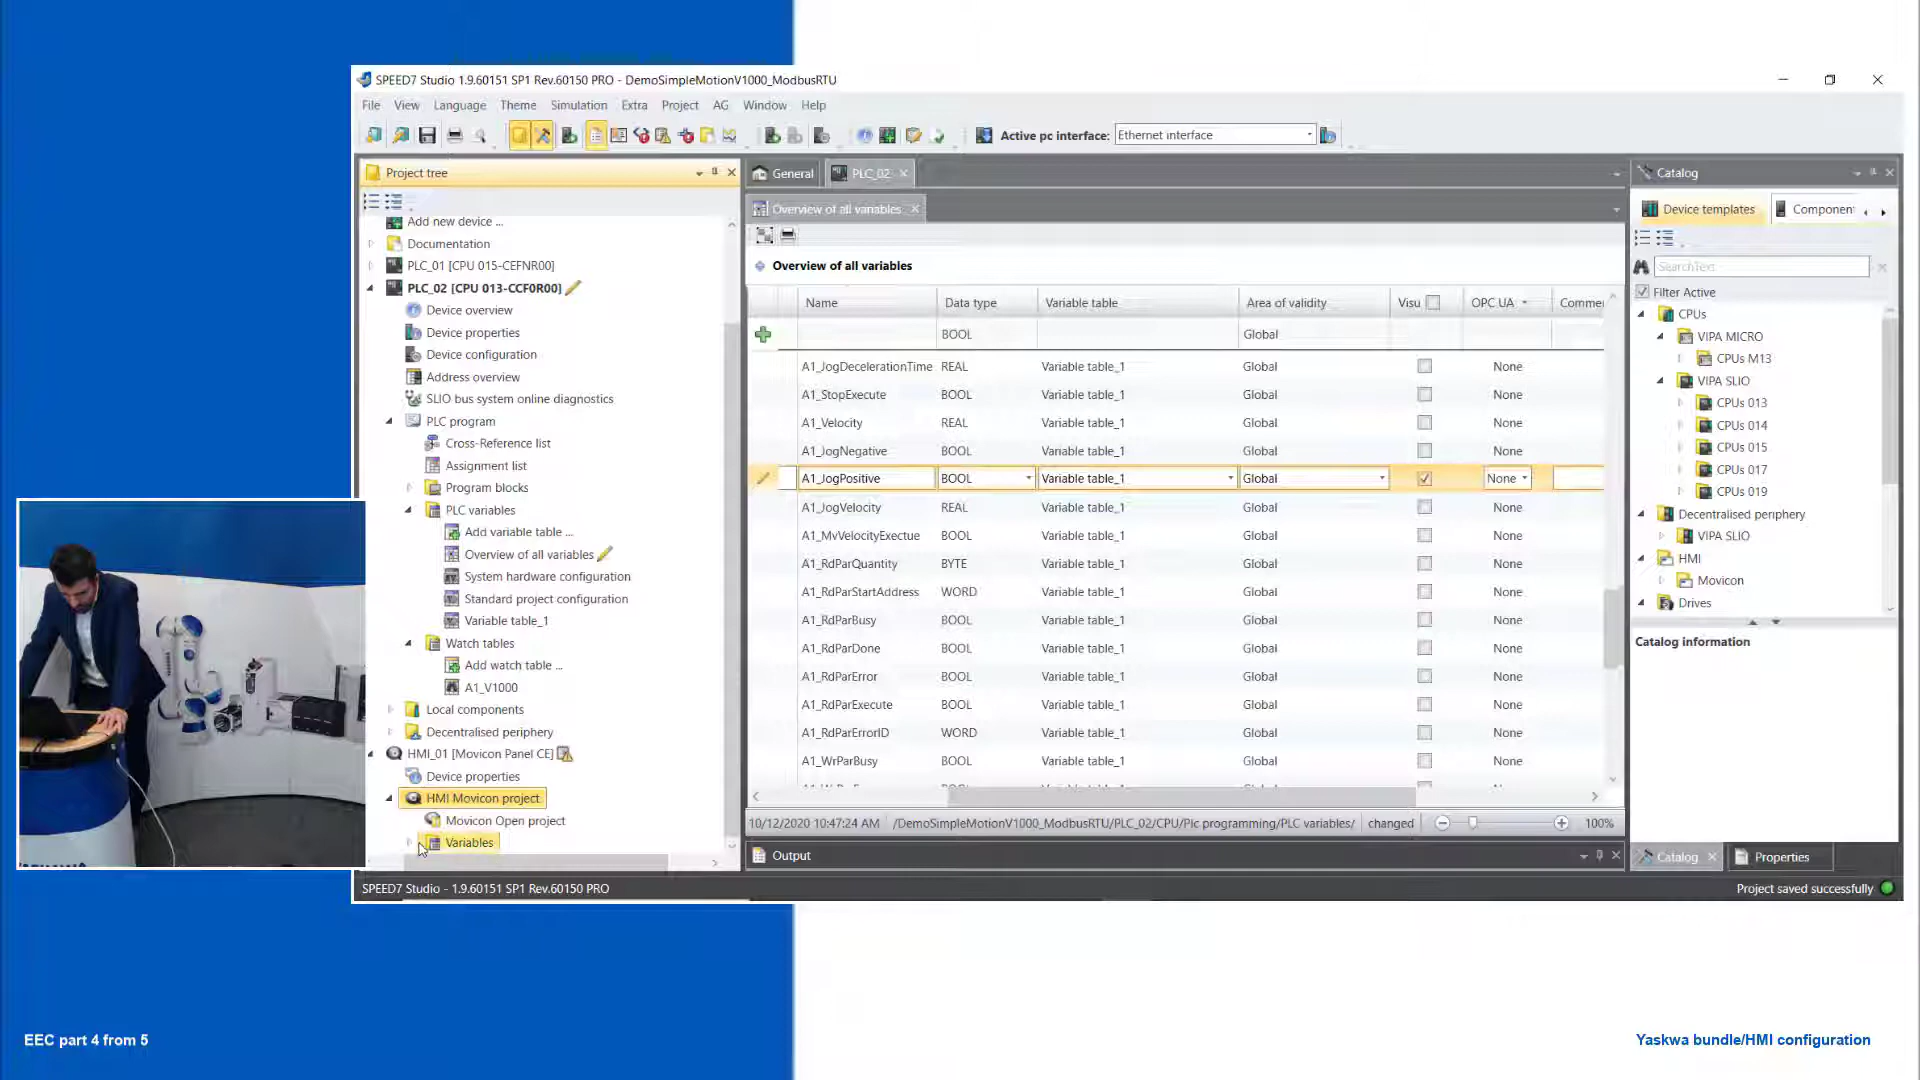 SPEED7 Studio 1.9.60151 SP1 Rev.60150 PRO - DemoSimpleMotionV1000_ModbusRTU
File View Language Theme Simulation Extra Project AG Window Help
Active pc interface: Ethernet interface
Project tree
Add new device ...
Documentation
PLC_01 [CPU 015-CEFNR00]
PLC_02 [CPU 013-CCF0R00]
Device overview
Device properties
Device configuration
Address overview
SLIO bus system online diagnostics
PLC program
Cross-Reference list
Assignment list
Program blocks
PLC variables
Add variable table ...
Overview of all variables
System hardware configuration
Standard project configuration
Variable table_1
Watch tables
Add watch table ...
A1_V1000
Local components
Decentralised periphery
HMI_01 [Movicon Panel CE]
Device properties
HMI Movicon project
Movicon Open project
Variables
General PLC_02
Overview of all variables
Overview of all variables
Name Data type Variable table Area of validity Visu OPC UA Commer
BOOL Global
A1_JogDecelerationTime REAL Variable table_1 Global None
A1_StopExecute BOOL Variable table_1 Global None
A1_Velocity REAL Variable table_1 Global None
A1_JogNegative BOOL Variable table_1 Global None
A1_JogPositive BOOL Variable table_1 Global None
A1_JogVelocity REAL Variable table_1 Global None
A1_MvVelocityExectue BOOL Variable table_1 Global None
A1_RdParQuantity BYTE Variable table_1 Global None
A1_RdParStartAddress WORD Variable table_1 Global None
A1_RdParBusy BOOL Variable table_1 Global None
A1_RdParDone BOOL Variable table_1 Global None
A1_RdParError BOOL Variable table_1 Global None
A1_RdParExecute BOOL Variable table_1 Global None
A1_RdParErrorID WORD Variable table_1 Global None
A1_WrParBusy BOOL Variable table_1 Global None
10/12/2020 10:47:24 AM /DemoSimpleMotionV1000_ModbusRTU/PLC_02/CPU/Plc programming/PLC variables/ changed 100%
Output
Catalog
Device templates Componen
SearchText
Filter Active
CPUs
VIPA MICRO
CPUs M13
VIPA SLIO
CPUs 013
CPUs 014
CPUs 015
CPUs 017
CPUs 019
Decentralised periphery
VIPA SLIO
HMI
Movicon
Drives
Catalog information
Catalog Properties
SPEED7 Studio - 1.9.60151 SP1 Rev.60150 PRO
Project saved successfully
EEC part 4 from 5
Yaskwa bundle/HMI configuration